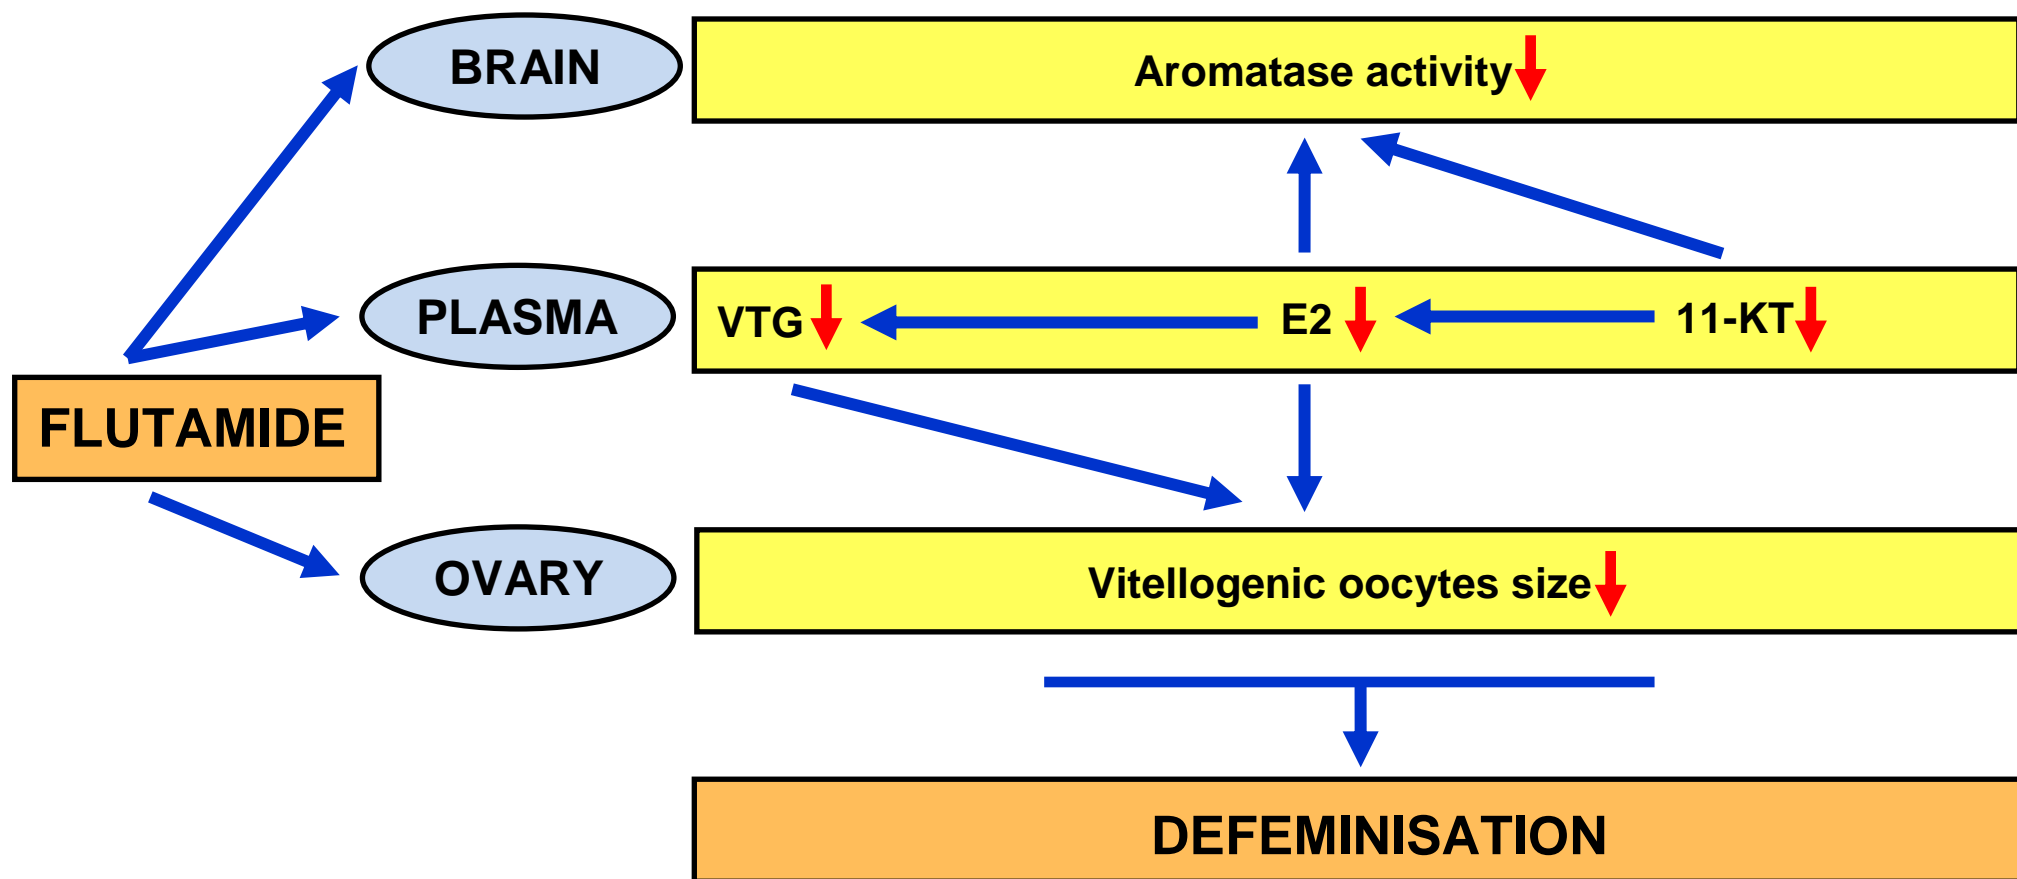 BRAIN
Aromatase activity
PLASMA
VTG
E2
11-KT
FLUTAMIDE
OVARY
Vitellogenic oocytes size
DEFEMINISATION